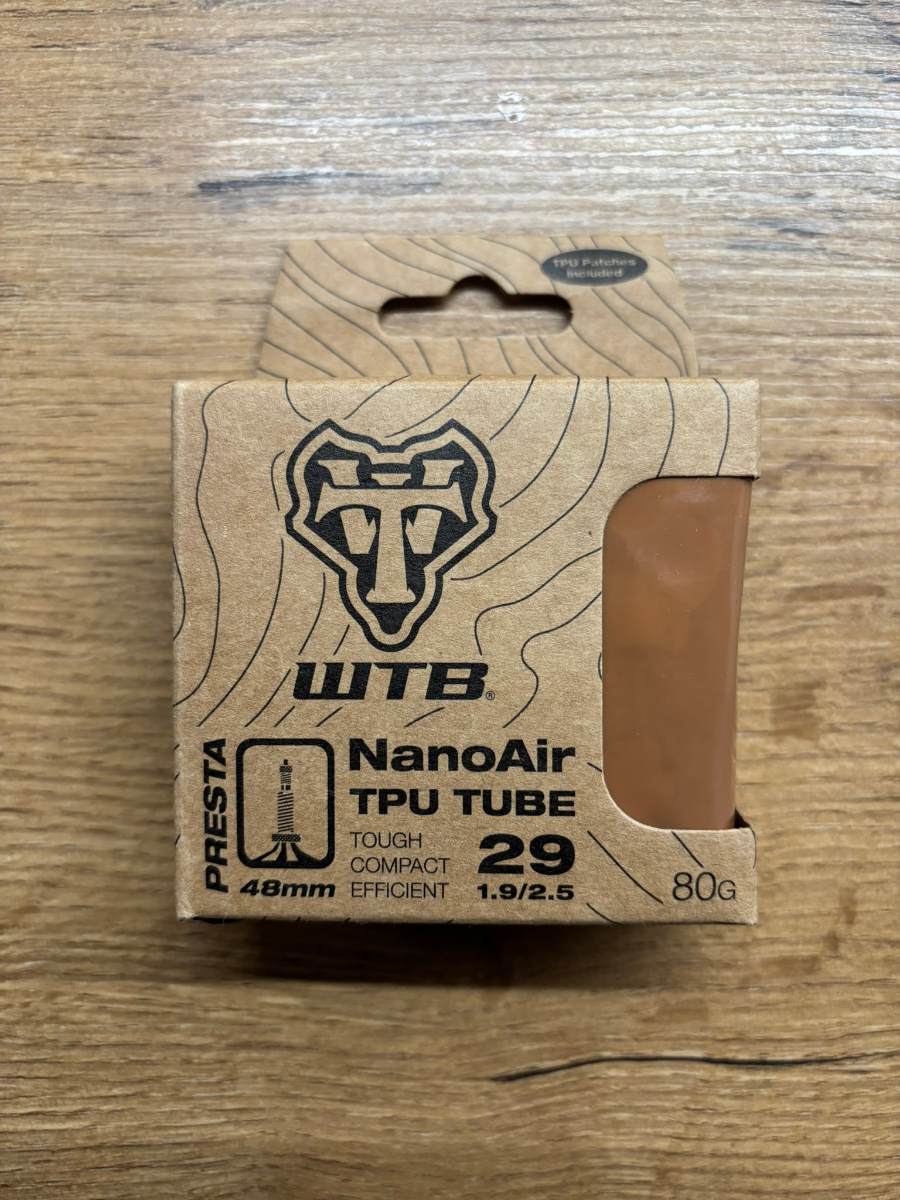 TPU Patches
Included
WTB®
PRESTA
48mm
NanoAir
TPU TUBE
TOUGH
COMPACT
EFFICIENT
29
1.9/2.5
80G